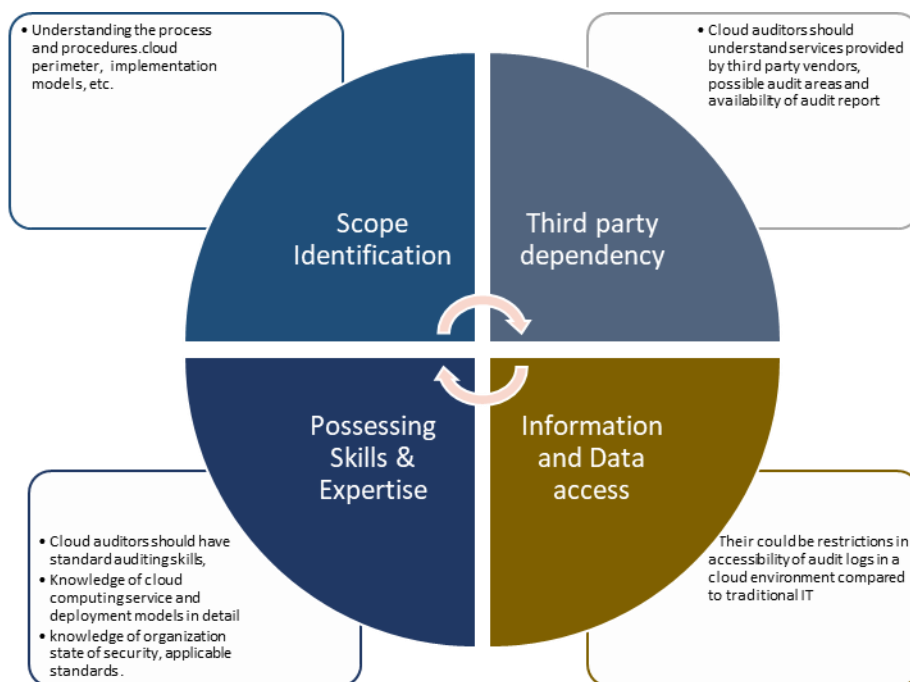 • Understanding the process
and procedures.cloud
perimeter, implementation
models, etc.
• Cloud auditors should
understand services provided
by third party vendors,
possible audit areas and
availability of audit report
Scope
Identification
Third party
dependency
Possessing
Skills &
Expertise
Information
and Data
access
• Cloud auditors should have
standard auditing skills,
• Knowledge of cloud
computing service and
deployment models in detail
• knowledge of organization
state of security, applicable
standards.
Their could be restrictions in
accessibility of audit logs in a
cloud environment compared
to traditional IT